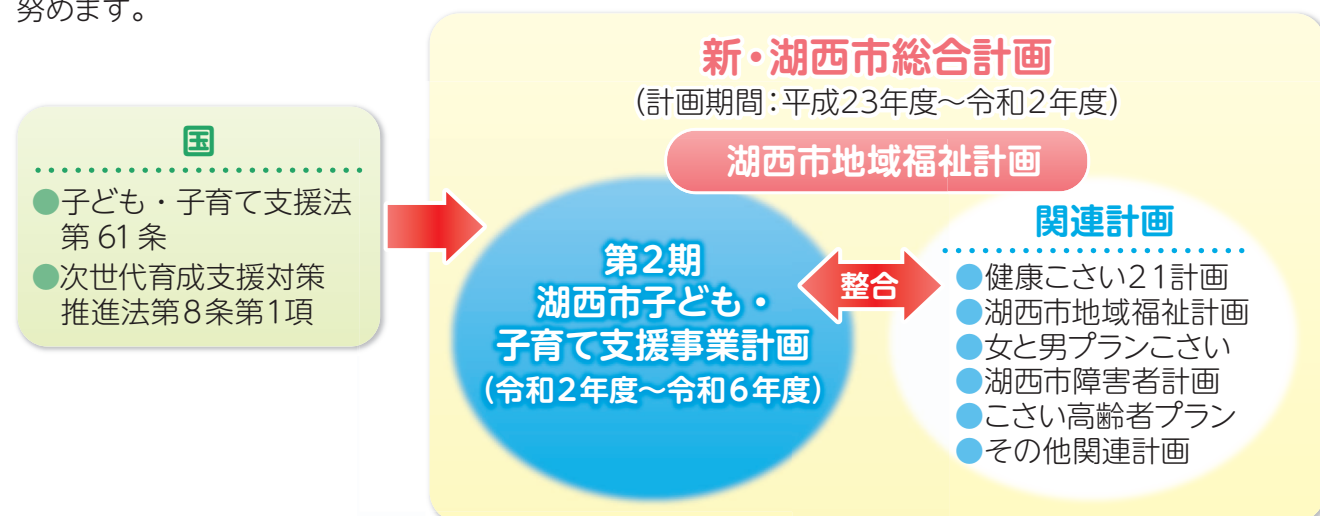 努めます。
国
●子ども・子育て支援法
第61条
●次世代育成支援対策
推進法第8条第1項
新・湖西市総合計画
（計画期間：平成23年度～令和2年度）
湖西市地域福祉計画
第2期
湖西市子ども・
子育て支援事業計画
（令和2年度～令和6年度）
整合
関連計画
●健康こさい21計画
●湖西市地域福祉計画
●女と男プランこさい
●湖西市障害者計画
●こさい高齢者プラン
●その他関連計画